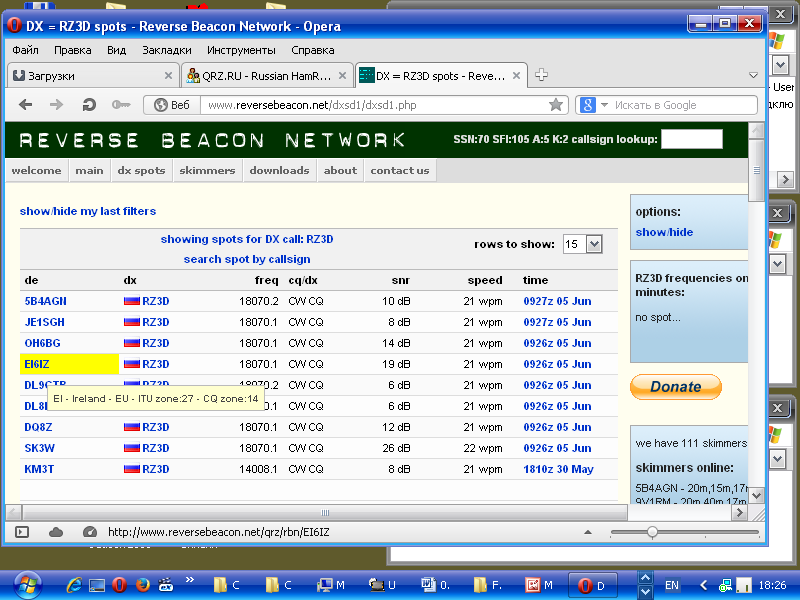 DX = RZ3D spots - Reverse Beacon Network - Opera
Файл Правка Вид Закладки Инструменты Справка
Загрузки QRZ.RU - Russian HamR... DX = RZ3D spots - Reve...
Веб www.reversebeacon.net/dxsd1/dxsd1.php Искать в Google
REVERSE BEACON NETWORK SSN:70 SFI:105 A:5 K:2 callsign lookup:
welcome main dx spots skimmers downloads about contact us
show/hide my last filters
showing spots for DX call: RZ3D
search spot by callsign
rows to show: 15
de dx freq cq/dx snr speed time
5B4AGN RZ3D 18070.2 CW CQ 10 dB 21 wpm 0927z 05 Jun
JE1SGH RZ3D 18070.1 CW CQ 8 dB 21 wpm 0927z 05 Jun
OH6BG RZ3D 18070.1 CW CQ 14 dB 21 wpm 0926z 05 Jun
EI6IZ RZ3D 18070.1 CW CQ 19 dB 21 wpm 0926z 05 Jun
RZ3D 18070.2 CW CQ 6 dB 21 wpm 0926z 05 Jun
EI - Ireland - EU - ITU zone:27 - CQ zone:14
6 dB 21 wpm 0926z 05 Jun
DQ8Z RZ3D 18070.1 CW CQ 12 dB 21 wpm 0926z 05 Jun
SK3W RZ3D 18070.1 CW CQ 26 dB 22 wpm 0926z 05 Jun
KM3T RZ3D 14008.1 CW CQ 8 dB 21 wpm 1810z 30 May
options:
show/hide
RZ3D frequencies on
minutes:
no spot...
Donate
we have 111 skimmers
skimmers online:
5B4AGN - 20m,15m,17m
9V1RM - 20m,40m,17m
http://www.reversebeacon.net/qrz/rbn/EI6IZ
User
C C M U 0. F. M D EN 18:26